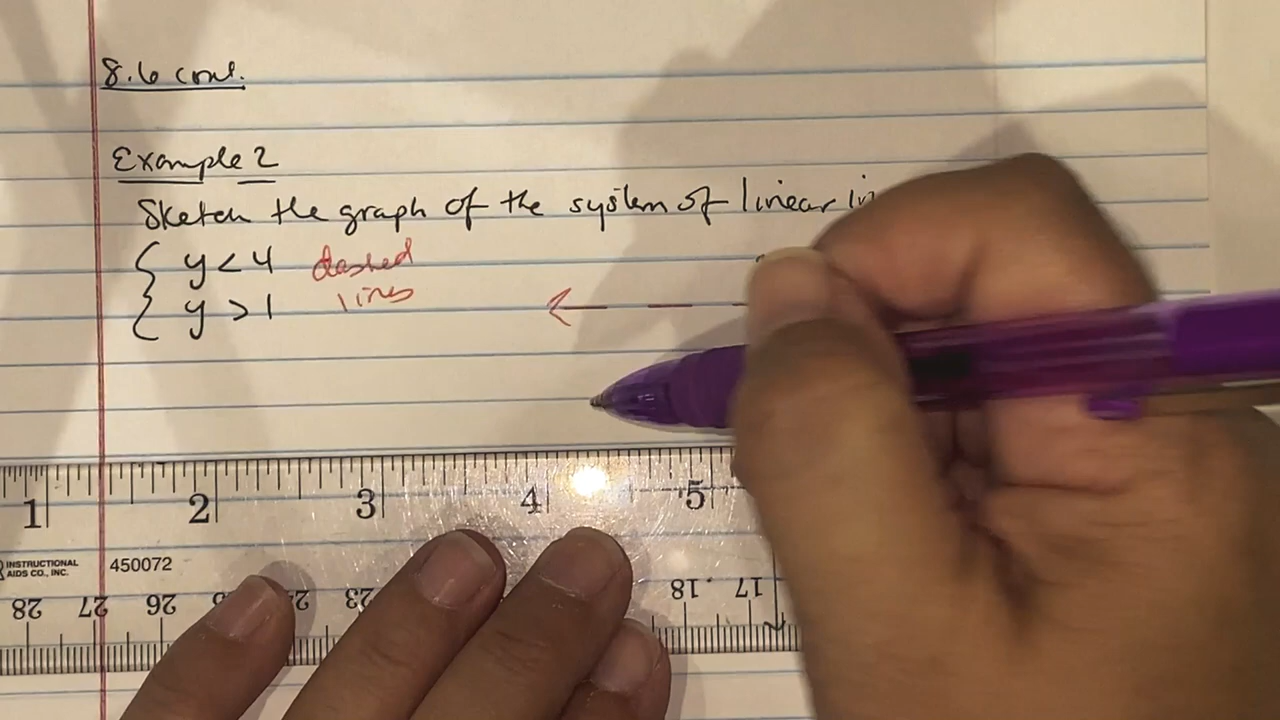 8.6 cont.
Example 2
Sketch the graph of the system of linear in
y < 4 dashed
y > 1 lines
1 2 3 4 5
INSTRUCTIONAL
AIDS CO., INC.
450072
28 27 26 23 18 17